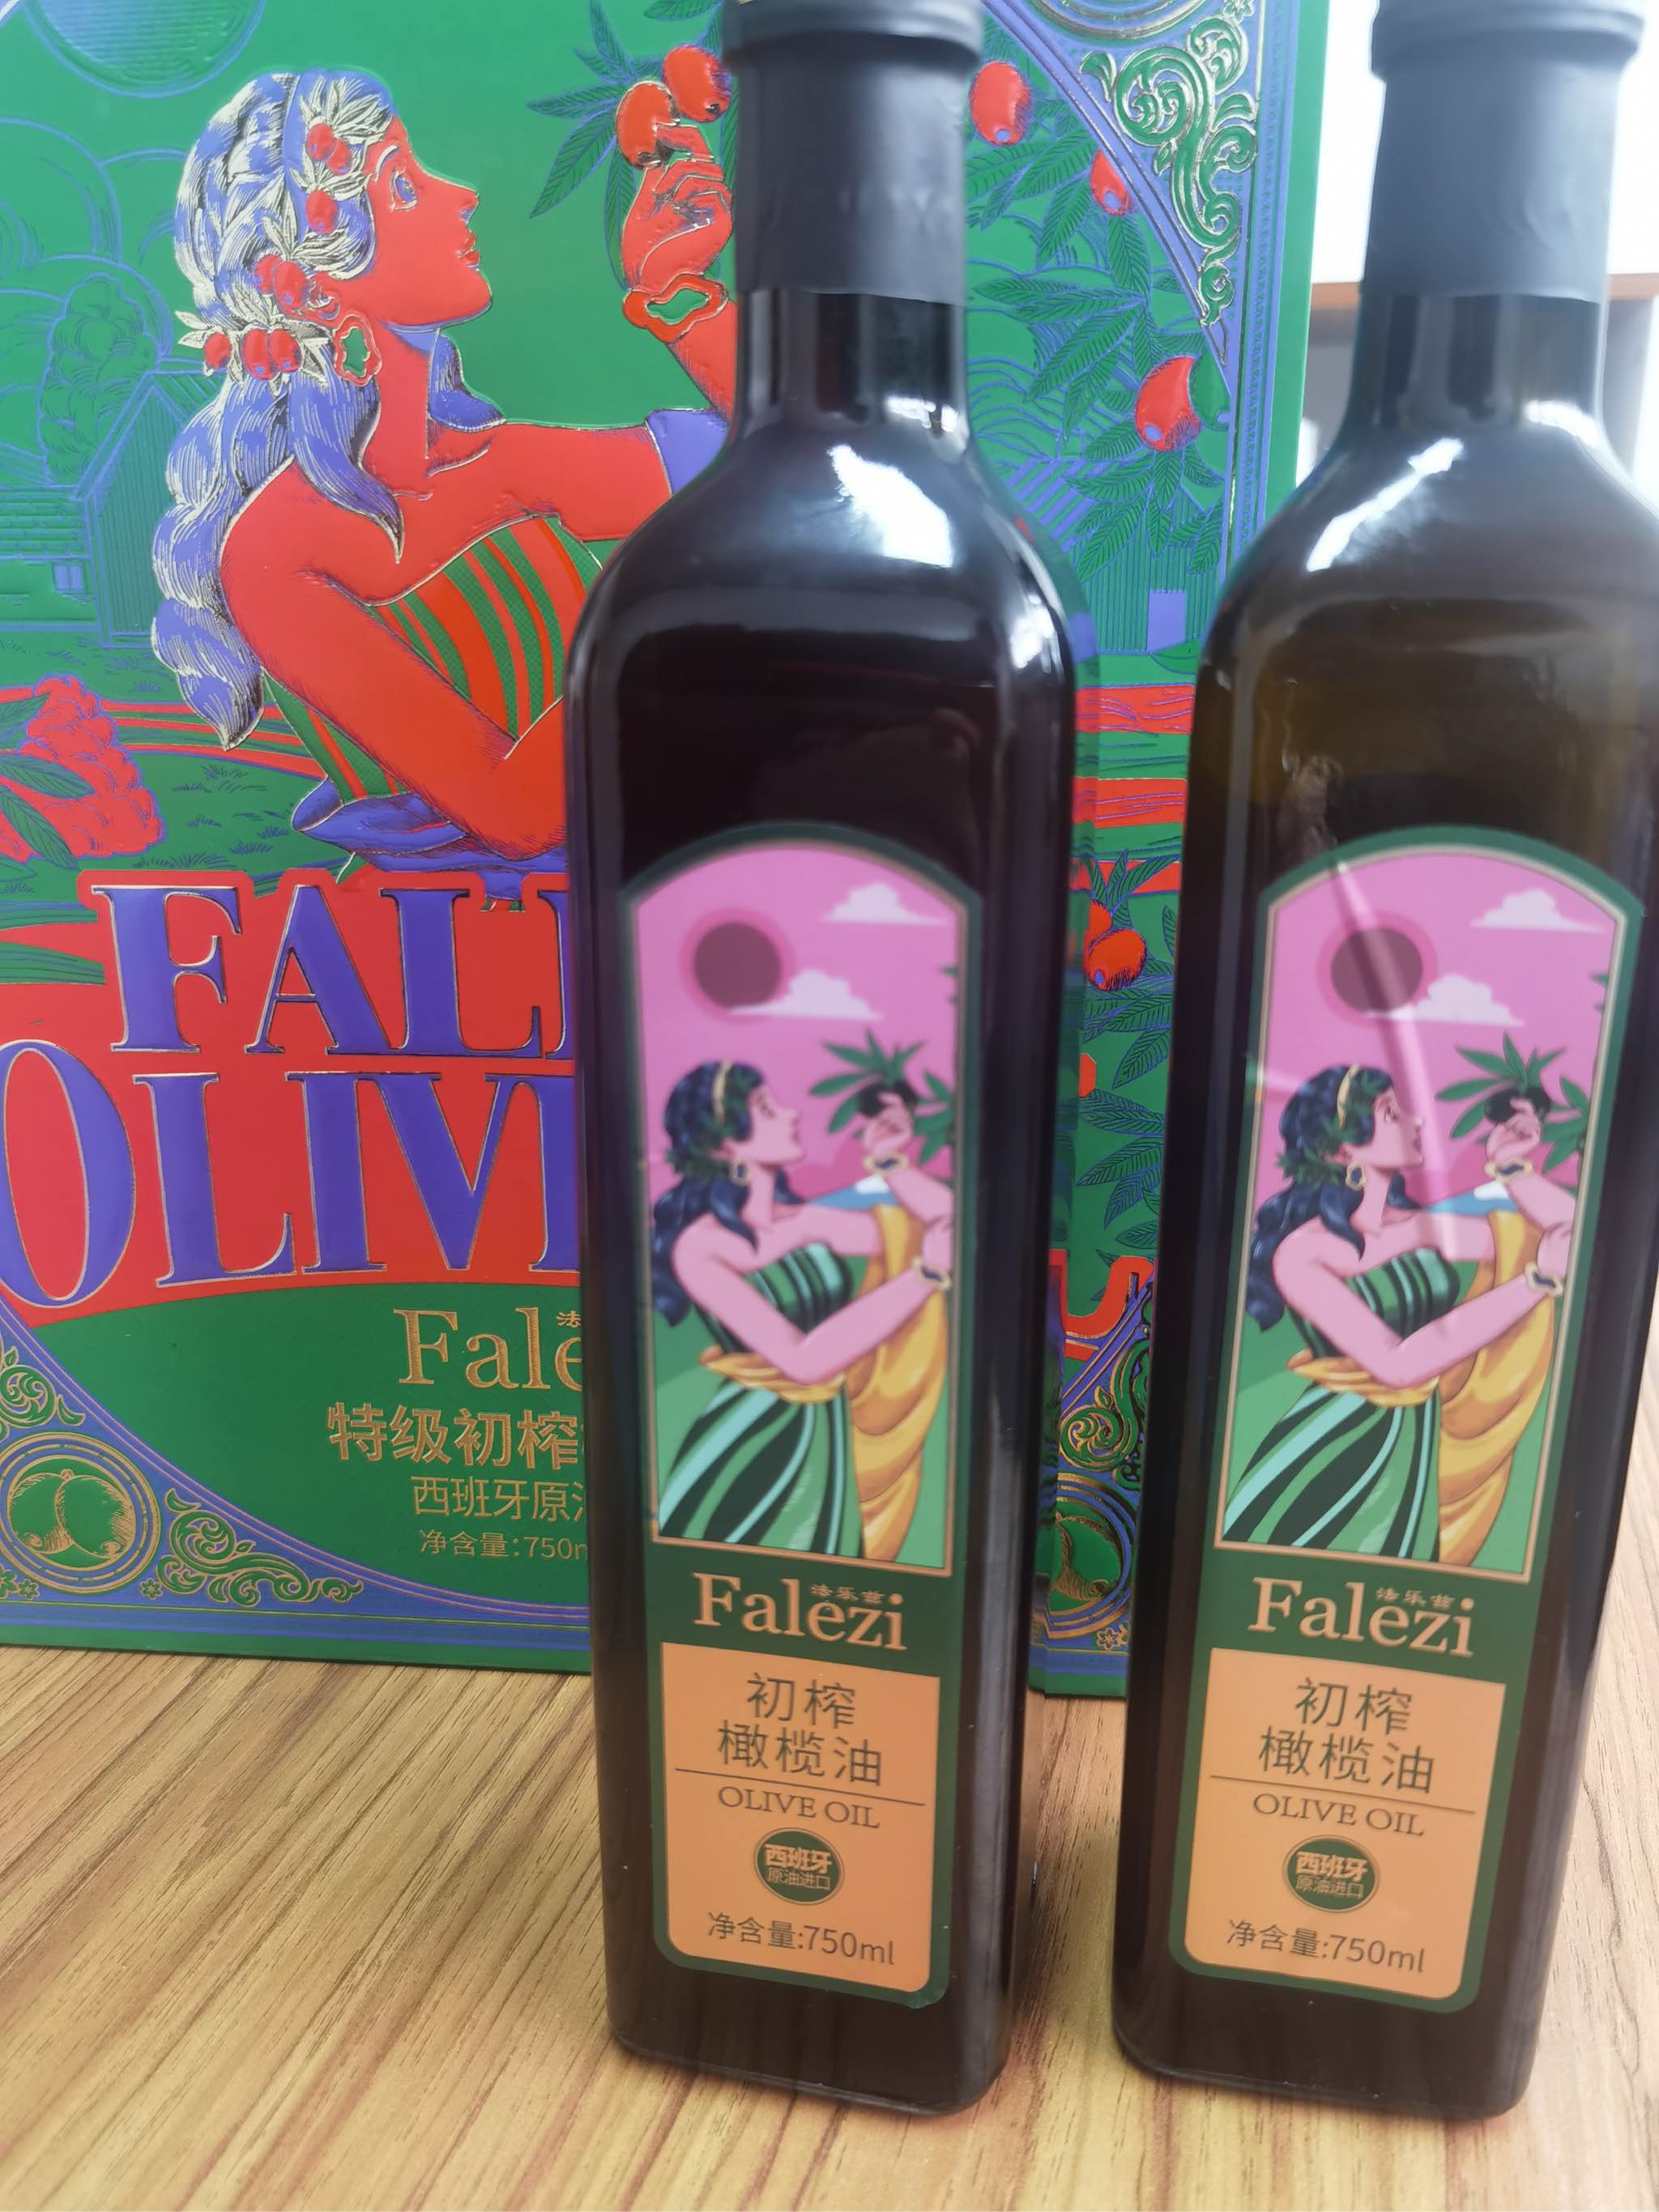 FAL
OLIV
法
Fale
特级初榨
西班牙原
净含量:750m
法乐兹
Falezi
初榨
橄榄油
OLIVE OIL
西班牙
原油进口
净含量:750ml
法乐兹
Falezi
初榨
橄榄油
OLIVE OIL
西班牙
原油进口
净含量:750ml